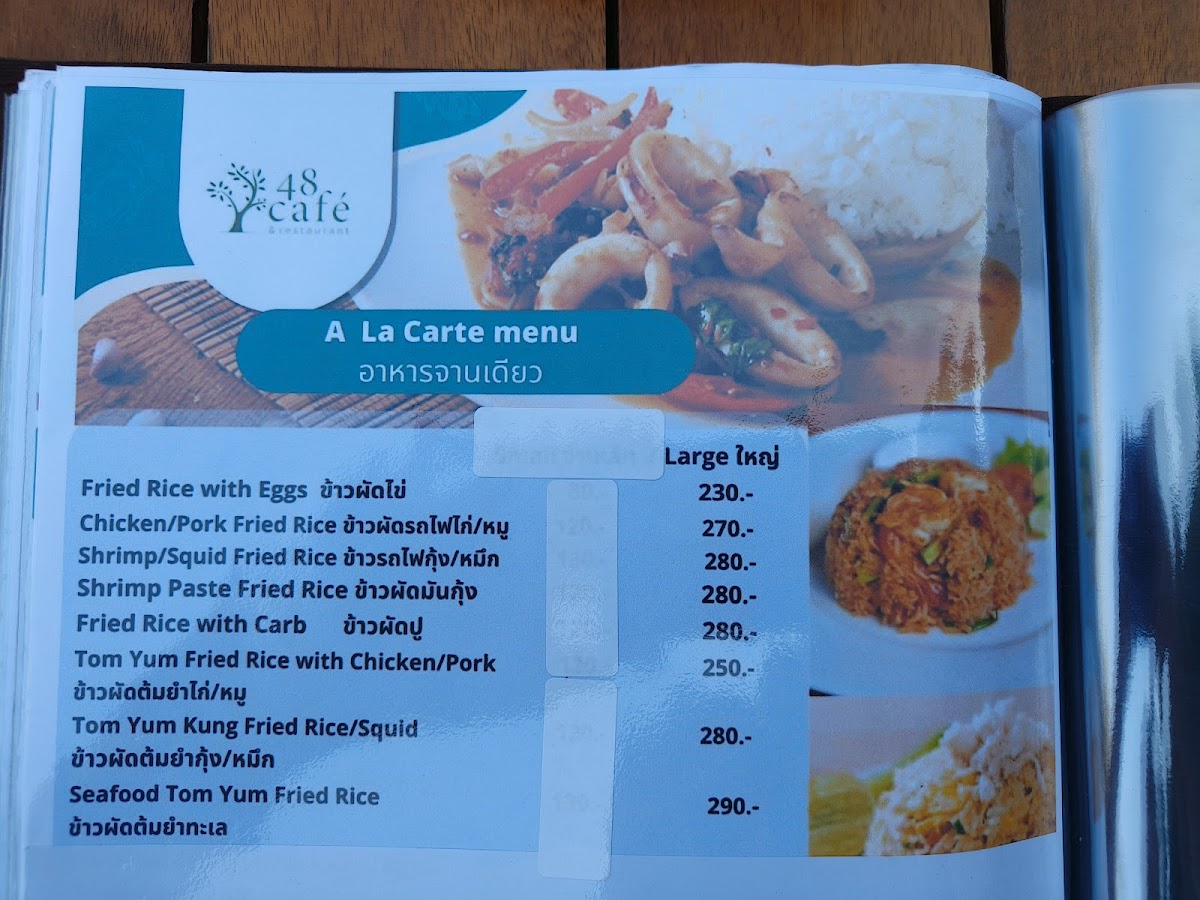 48
café
& restaurant
A La Carte menu
อาหารจานเดียว
/ Large ใหญ่
Fried Rice with Eggs ข้าวผัดไข่ 230.-
Chicken/Pork Fried Rice ข้าวผัดรถไฟไก่/หมู 120.- 270.-
Shrimp/Squid Fried Rice ข้าวรถไฟกุ้ง/หมึก 280.-
Shrimp Paste Fried Rice ข้าวผัดมันกุ้ง 280.-
Fried Rice with Carb ข้าวผัดปู 280.-
Tom Yum Fried Rice with Chicken/Pork 250.-
ข้าวผัดต้มยำไก่/หมู
Tom Yum Kung Fried Rice/Squid 280.-
ข้าวผัดต้มยำกุ้ง/หมึก
Seafood Tom Yum Fried Rice 290.-
ข้าวผัดต้มยำทะเล